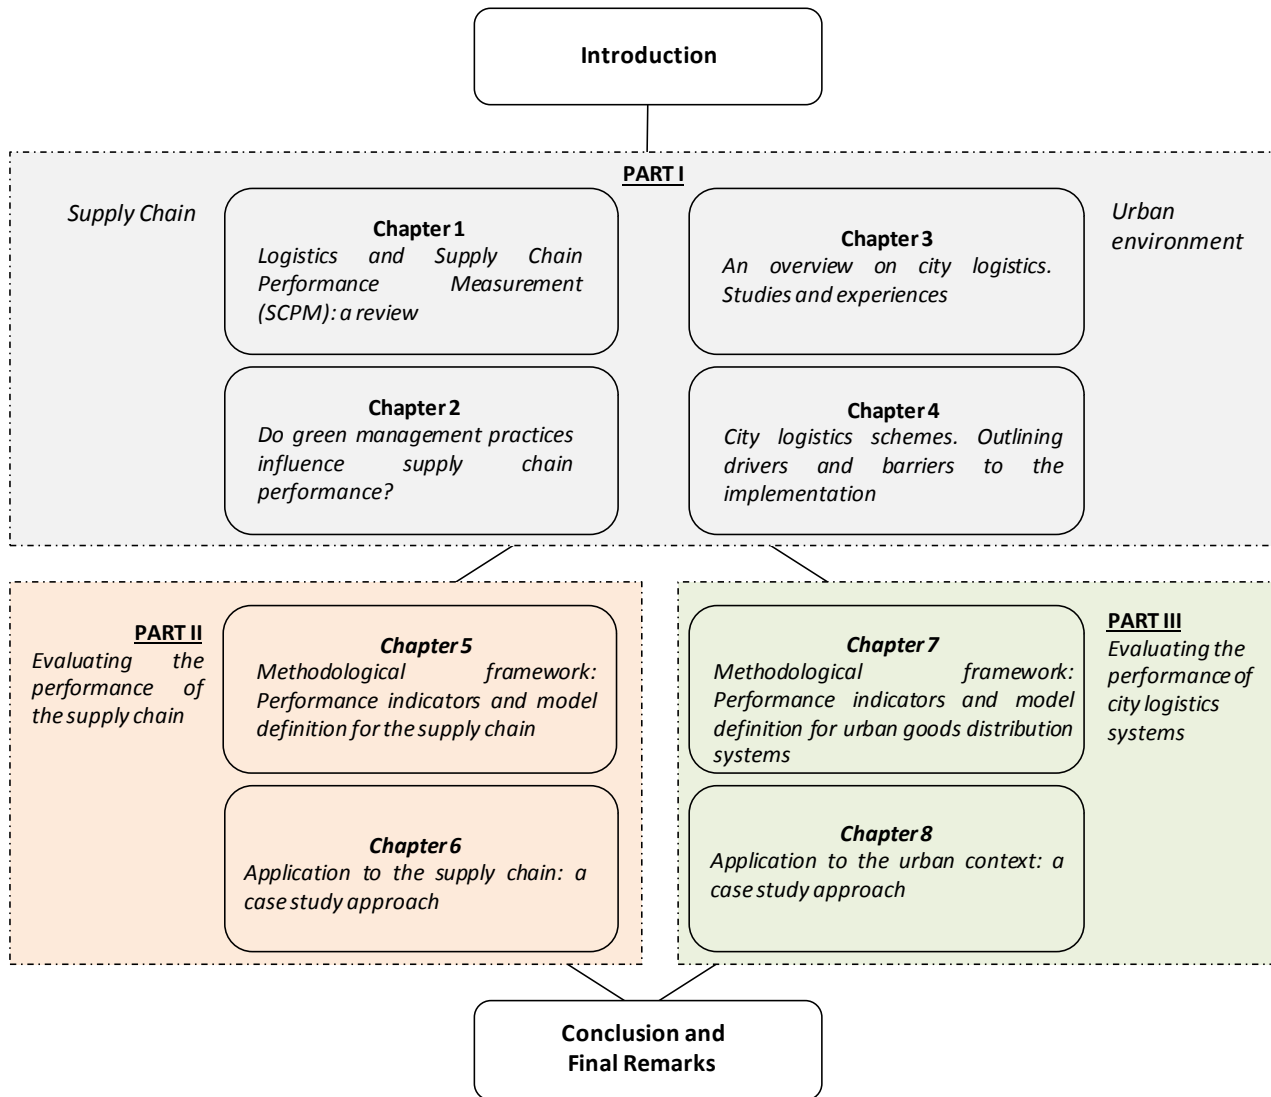 Introduction
PART I
Supply Chain
Chapter 1
Logistics and Supply Chain
Performance Measurement
(SCPM): a review
Chapter 3
An overview on city logistics.
Studies and experiences
Urban
environment
Chapter 2
Do green management practices
influence supply chain
performance?
Chapter 4
City logistics schemes. Outlining
drivers and barriers to the
implementation
PART II
Evaluating the
performance of
the supply chain
Chapter 5
Methodological framework:
Performance indicators and model
definition for the supply chain
Chapter 7
Methodological framework:
Performance indicators and model
definition for urban goods distribution
systems
PART III
Evaluating the
performance of
city logistics
systems
Chapter 6
Application to the supply chain: a
case study approach
Chapter 8
Application to the urban context: a
case study approach
Conclusion and
Final Remarks